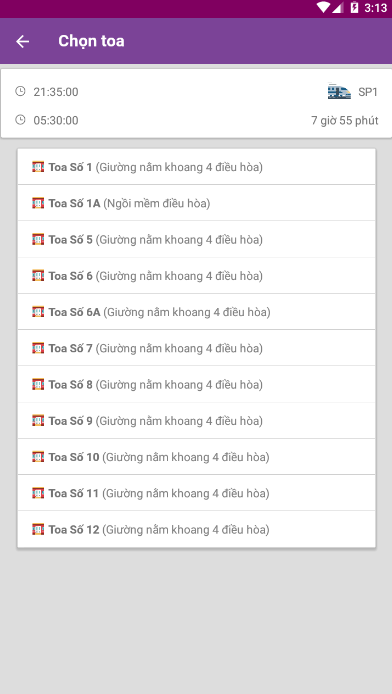 3:13
Chọn toa
21:35:00 SP1
05:30:00 7 giờ 55 phút
Toa Số 1 (Giường nằm khoang 4 điều hòa)
Toa Số 1A (Ngồi mềm điều hòa)
Toa Số 5 (Giường nằm khoang 4 điều hòa)
Toa Số 6 (Giường nằm khoang 4 điều hòa)
Toa Số 6A (Giường nằm khoang 4 điều hòa)
Toa Số 7 (Giường nằm khoang 4 điều hòa)
Toa Số 8 (Giường nằm khoang 4 điều hòa)
Toa Số 9 (Giường nằm khoang 4 điều hòa)
Toa Số 10 (Giường nằm khoang 4 điều hòa)
Toa Số 11 (Giường nằm khoang 4 điều hòa)
Toa Số 12 (Giường nằm khoang 4 điều hòa)